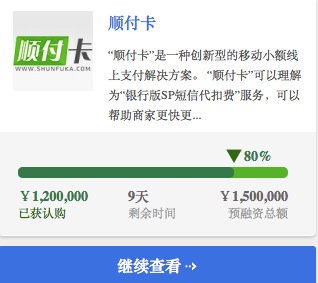 顺付卡
WWW.SHUNFUKA.COM
顺付卡
“顺付卡”是一种创新型的移动小额线
上支付解决方案。“顺付卡”可以理解
为“银行版SP短信代扣费”服务，可以
帮助商家更快更...
80%
￥1,200,000
已获认购
9天
剩余时间
￥1,500,000
预融资总额
继续查看 ⇢